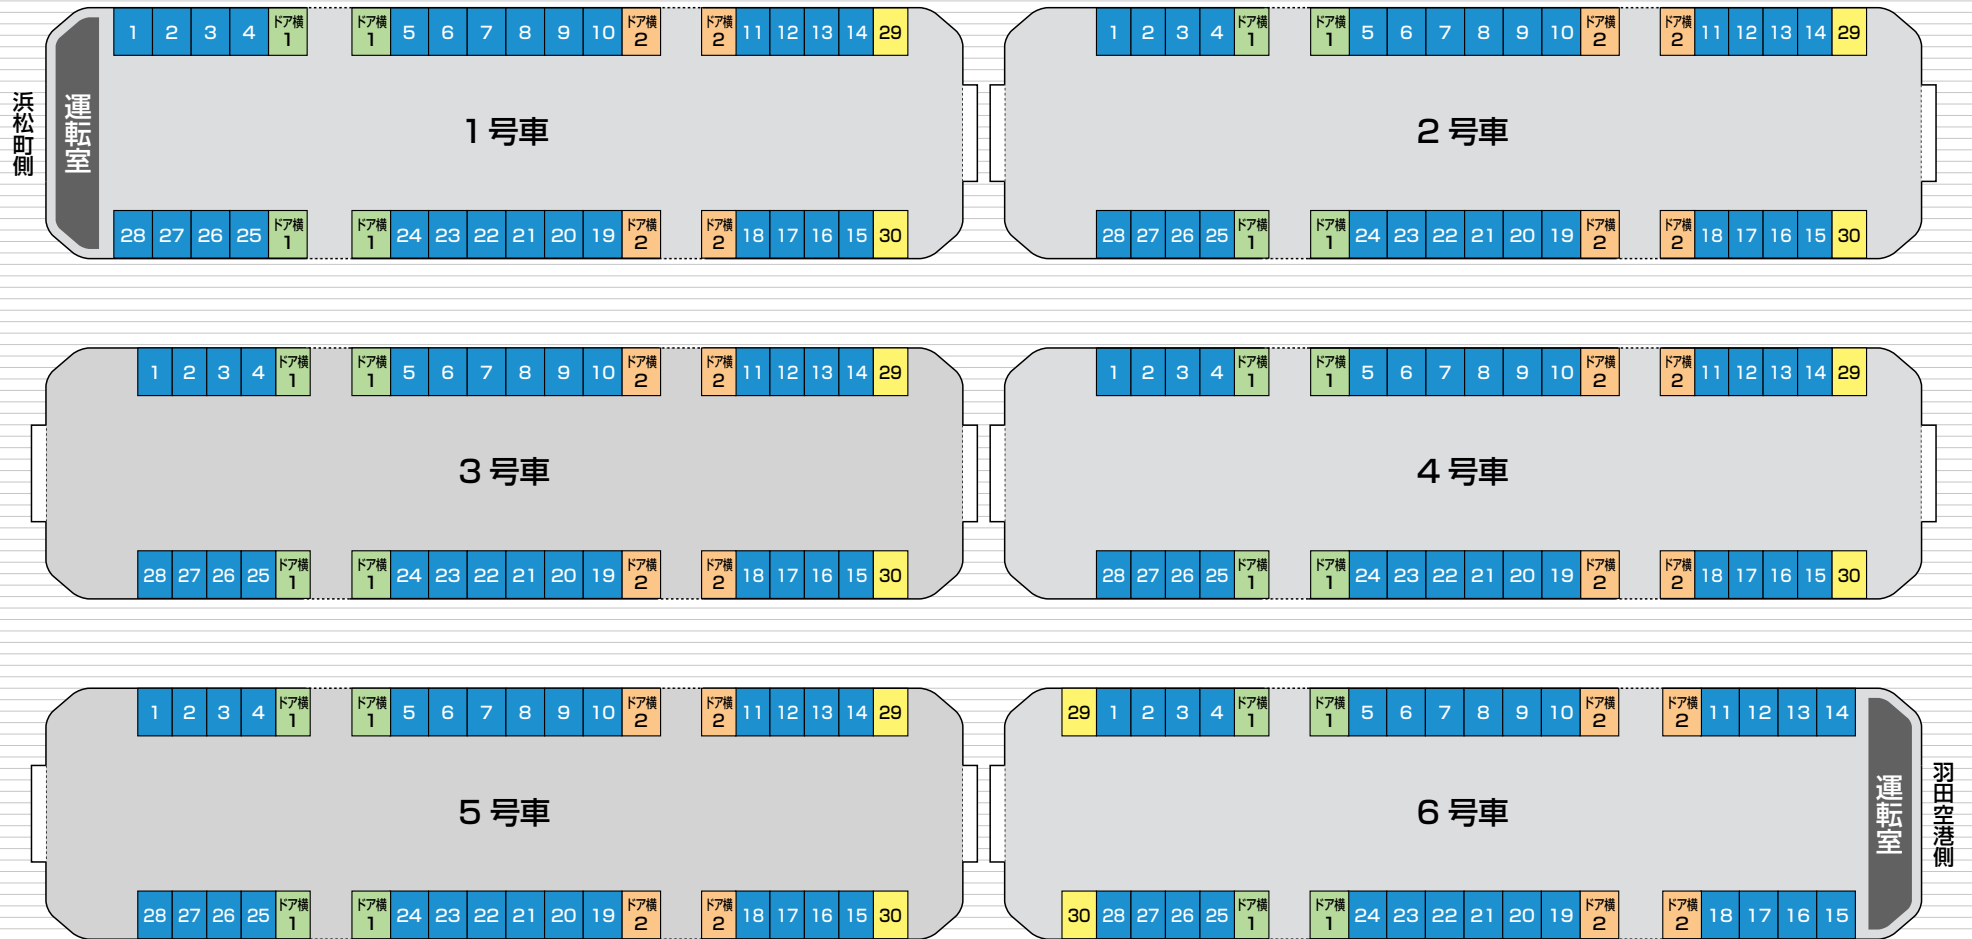 1 2 3 4 ドア横1 ドア横1 5 6 7 8 9 10 ドア横2 ドア横2 11 12 13 14 29
浜松町側
運転室
1 号車
28 27 26 25 ドア横1 ドア横1 24 23 22 21 20 19 ドア横2 ドア横2 18 17 16 15 30
1 2 3 4 ドア横1 ドア横1 5 6 7 8 9 10 ドア横2 ドア横2 11 12 13 14 29
2 号車
28 27 26 25 ドア横1 ドア横1 24 23 22 21 20 19 ドア横2 ドア横2 18 17 16 15 30
1 2 3 4 ドア横1 ドア横1 5 6 7 8 9 10 ドア横2 ドア横2 11 12 13 14 29
3 号車
28 27 26 25 ドア横1 ドア横1 24 23 22 21 20 19 ドア横2 ドア横2 18 17 16 15 30
1 2 3 4 ドア横1 ドア横1 5 6 7 8 9 10 ドア横2 ドア横2 11 12 13 14 29
4 号車
28 27 26 25 ドア横1 ドア横1 24 23 22 21 20 19 ドア横2 ドア横2 18 17 16 15 30
1 2 3 4 ドア横1 ドア横1 5 6 7 8 9 10 ドア横2 ドア横2 11 12 13 14 29
5 号車
28 27 26 25 ドア横1 ドア横1 24 23 22 21 20 19 ドア横2 ドア横2 18 17 16 15 30
29 1 2 3 4 ドア横1 ドア横1 5 6 7 8 9 10 ドア横2 ドア横2 11 12 13 14
6 号車
運転室
羽田空港側
30 28 27 26 25 ドア横1 ドア横1 24 23 22 21 20 19 ドア横2 ドア横2 18 17 16 15